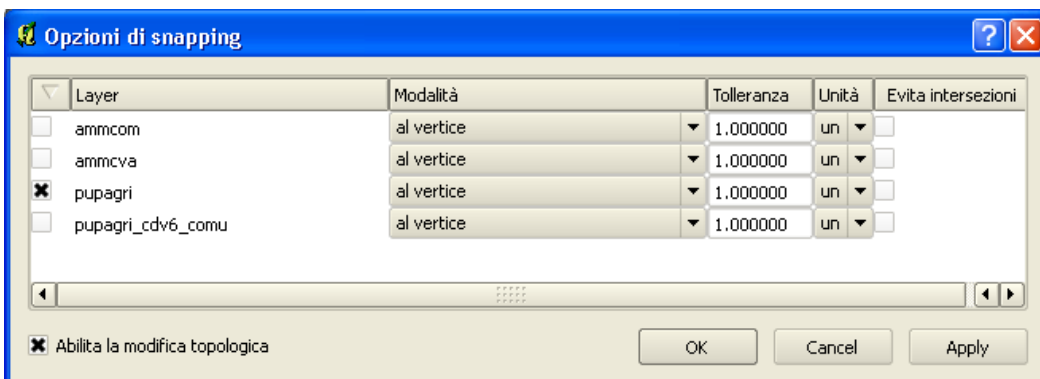 Opzioni di snapping
Layer Modalità Tolleranza Unità Evita intersezioni
ammcom al vertice 1.000000 un
ammcva al vertice 1.000000 un
pupagri al vertice 1.000000 un
pupagri_cdv6_comu al vertice 1.000000 un
Abilita la modifica topologica OK Cancel Apply